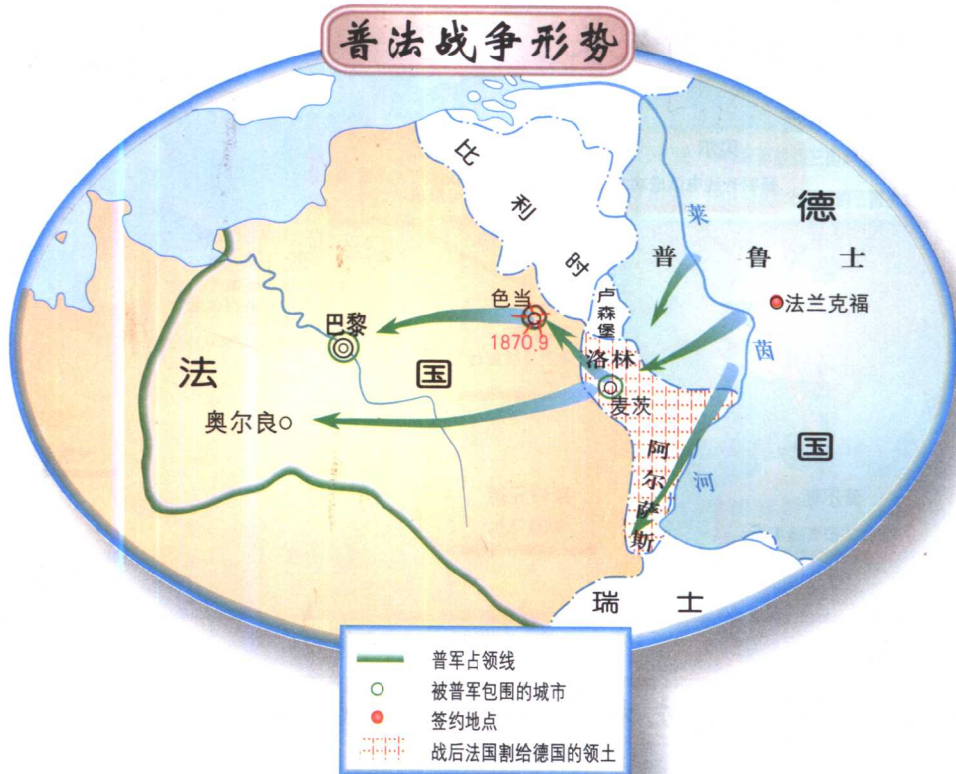 普法战争形势
比利时
德
莱
普鲁士
法兰克福
色当
卢森堡
1870.9
巴黎
茵
洛林
法
国
麦茨
奥尔良
国
阿尔萨斯
河
瑞士
普军占领线
被普军包围的城市
签约地点
战后法国割给德国的领土